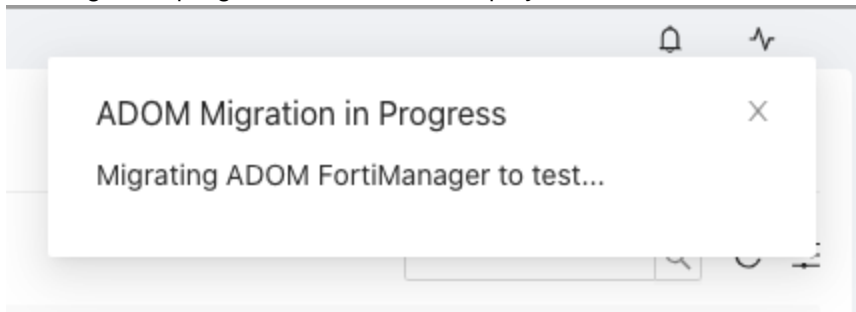 ADOM Migration in Progress
Migrating ADOM FortiManager to test...